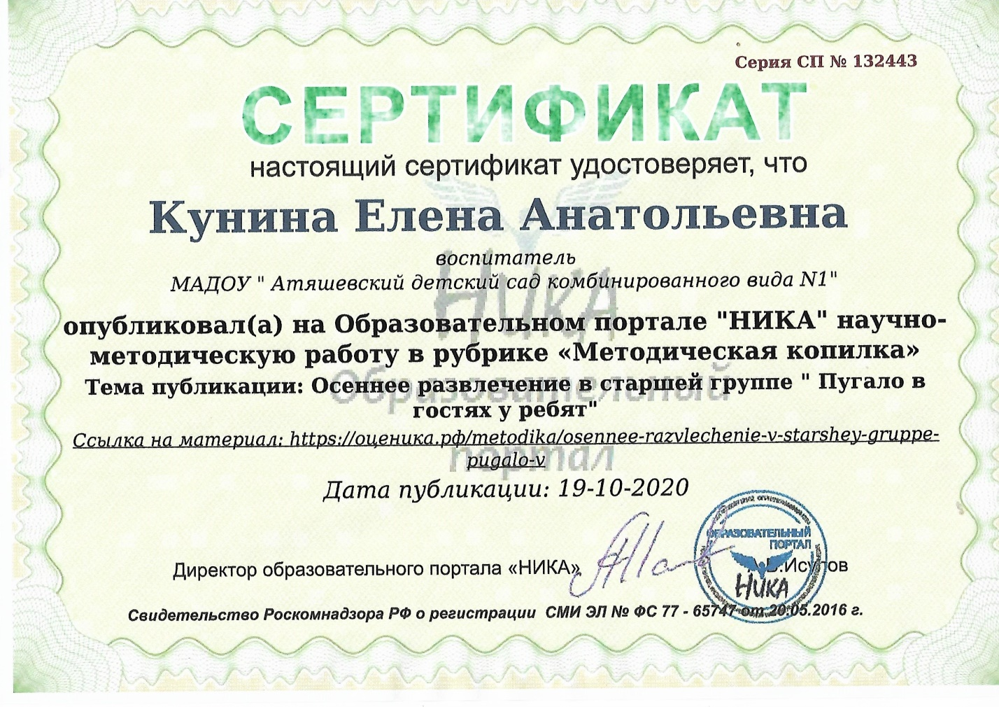 Серия СП № 132443
СЕРТИФИКАТ
настоящий сертификат удостоверяет, что
Кунина Елена Анатольевна
воспитатель
МАДОУ " Атяшевский детский сад комбинированного вида N1"
опубликовал(а) на Образовательном портале "НИКА" научно-
методическую работу в рубрике «Методическая копилка»
Тема публикации: Осеннее развлечение в старшей группе " Пугало в
гостях у ребят"
Ссылка на материал: https://оценика.рф/metodika/osennee-razvlechenie-v-starshey-gruppe-
pugalo-v
Дата публикации: 19-10-2020
Директор образовательного портала «НИКА»
ОБРАЗОВАТЕЛЬНЫЙ
ПОРТАЛ
НИКА
Свидетельство Роскомнадзора РФ о регистрации СМИ ЭЛ № ФС 77 - 65747 от 20.05.2016 г.
НИКА
Образовательный
портал